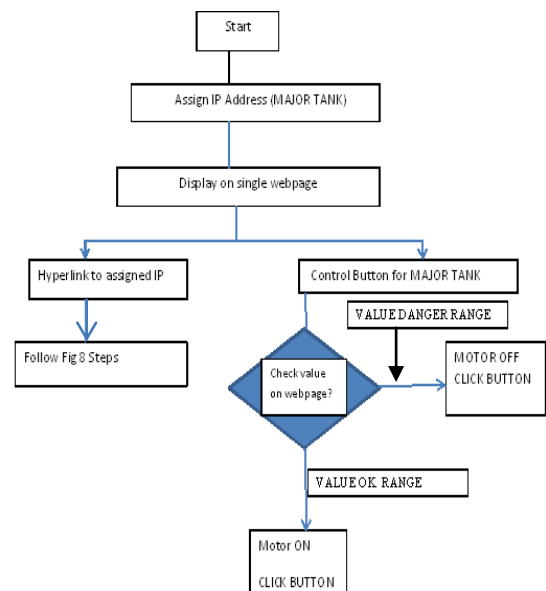 Start
Assign IP Address (MAJOR TANK)
Display on single webpage
Hyperlink to assigned IP
Control Button for MAJOR TANK
VALUE DANGER RANGE
Follow Fig 8 Steps
Check value
on webpage?
MOTOR OFF
CLICK BUTTON
VALUE OK RANGE
Motor ON
CLICK BUTTON